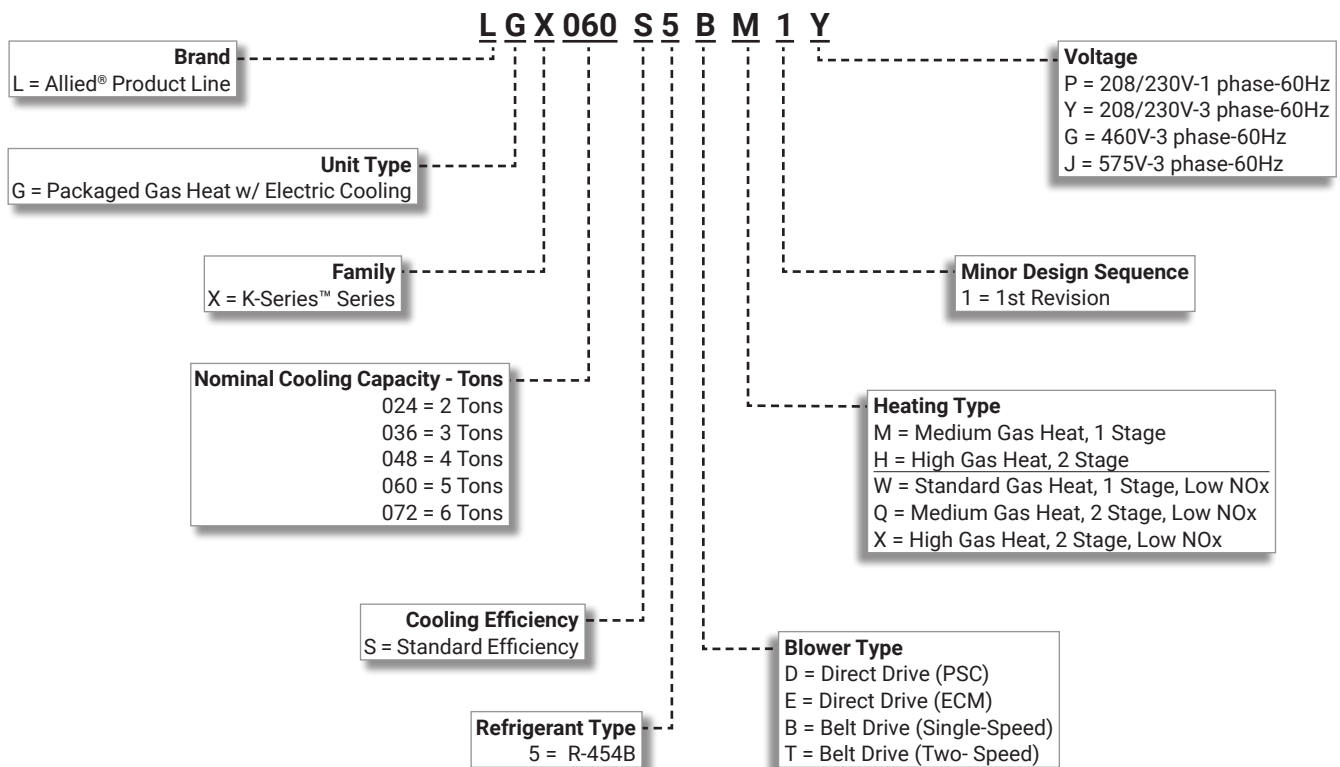 L G X 060 S 5 B M 1 Y
Brand
L = Allied® Product Line
Unit Type
G = Packaged Gas Heat w/ Electric Cooling
Family
X = K-Series™ Series
Nominal Cooling Capacity - Tons
024 = 2 Tons
036 = 3 Tons
048 = 4 Tons
060 = 5 Tons
072 = 6 Tons
Cooling Efficiency
S = Standard Efficiency
Refrigerant Type
5 = R-454B
Voltage
P = 208/230V-1 phase-60Hz
Y = 208/230V-3 phase-60Hz
G = 460V-3 phase-60Hz
J = 575V-3 phase-60Hz
Minor Design Sequence
1 = 1st Revision
Heating Type
M = Medium Gas Heat, 1 Stage
H = High Gas Heat, 2 Stage
W = Standard Gas Heat, 1 Stage, Low NOx
Q = Medium Gas Heat, 2 Stage, Low NOx
X = High Gas Heat, 2 Stage, Low NOx
Blower Type
D = Direct Drive (PSC)
E = Direct Drive (ECM)
B = Belt Drive (Single-Speed)
T = Belt Drive (Two- Speed)